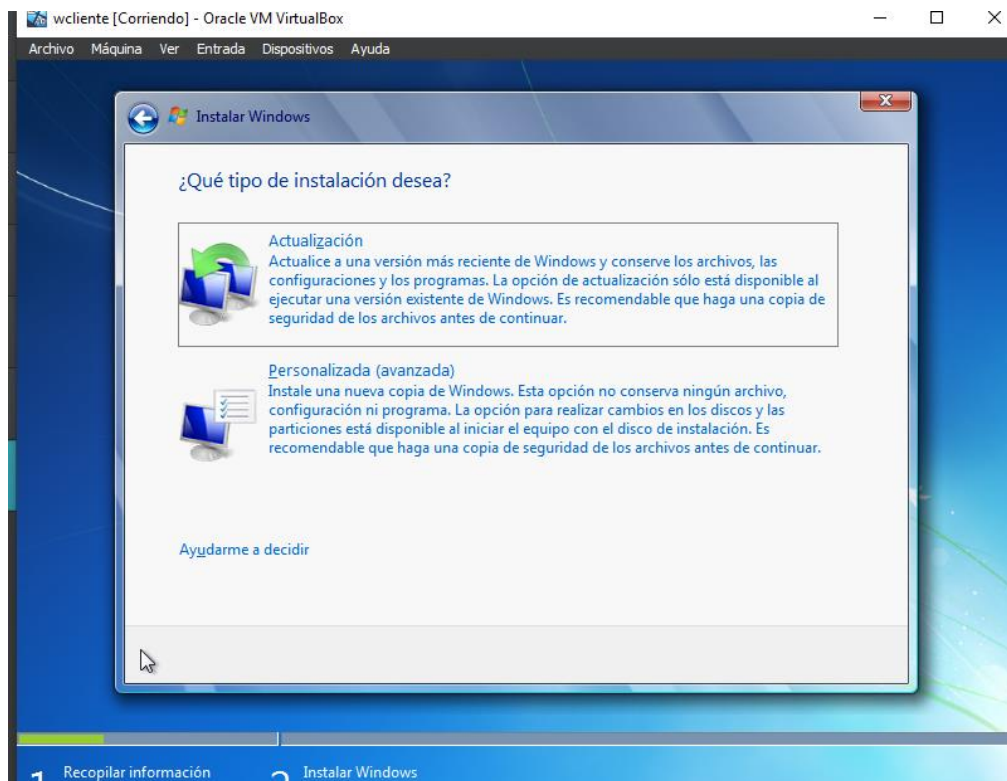 wcliente [Corriendo] - Oracle VM VirtualBox
Archivo Máquina Ver Entrada Dispositivos Ayuda
Instalar Windows
¿Qué tipo de instalación desea?
Actualización
Actualice a una versión más reciente de Windows y conserve los archivos, las
configuraciones y los programas. La opción de actualización sólo está disponible al
ejecutar una versión existente de Windows. Es recomendable que haga una copia de
seguridad de los archivos antes de continuar.
Personalizada (avanzada)
Instale una nueva copia de Windows. Esta opción no conserva ningún archivo,
configuración ni programa. La opción para realizar cambios en los discos y las
particiones está disponible al iniciar el equipo con el disco de instalación. Es
recomendable que haga una copia de seguridad de los archivos antes de continuar.
Ayudarme a decidir
1 Recopilar información 2 Instalar Windows